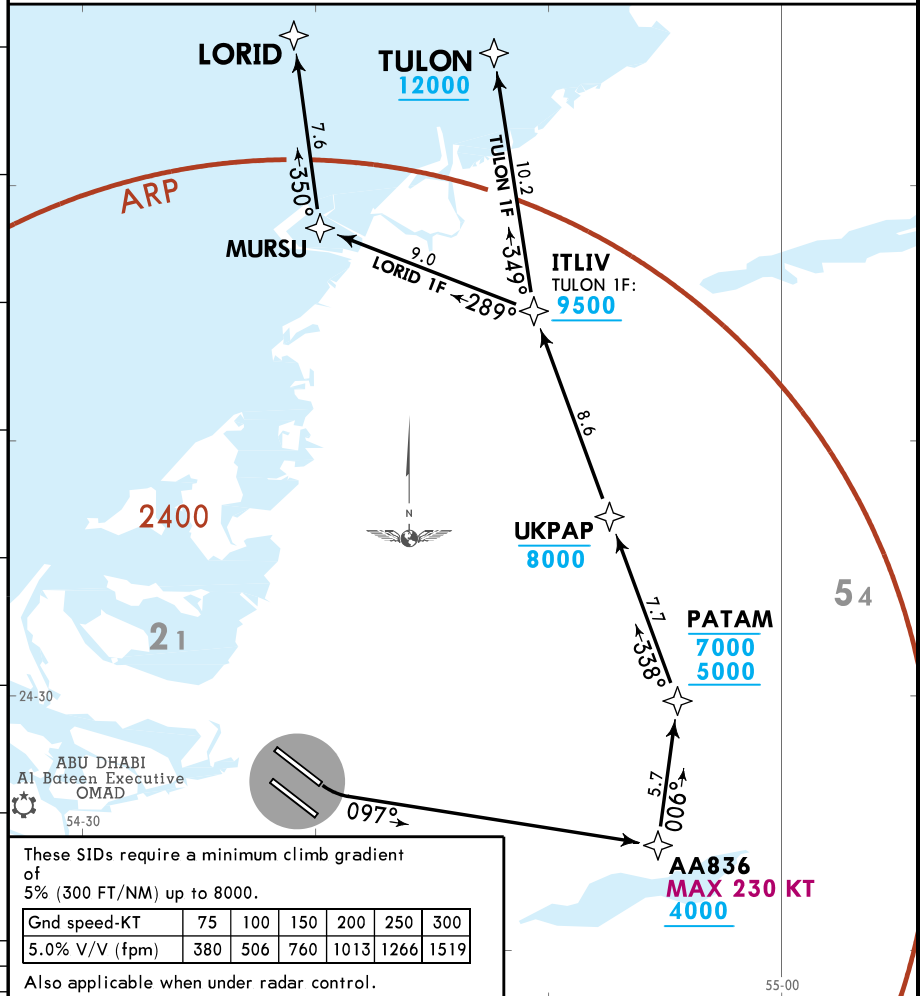 LORID
TULON
12000
7.6
350°
ARP
TULON 1F
10.2
349°
MURSU
9.0
LORID 1F
289°
ITLIV
TULON 1F:
9500
8.6
N
2400
UKPAP
8000
54
21
7.7
338°
PATAM
7000
5000
24-30
ABU DHABI
Al Bateen Executive
OMAD
54-30
097°
5.7
006°
AA836
MAX 230 KT
4000
These SIDs require a minimum climb gradient
of
5% (300 FT/NM) up to 8000.
Gnd speed-KT 75 100 150 200 250 300
5.0% V/V (fpm) 380 506 760 1013 1266 1519
Also applicable when under radar control.
55-00